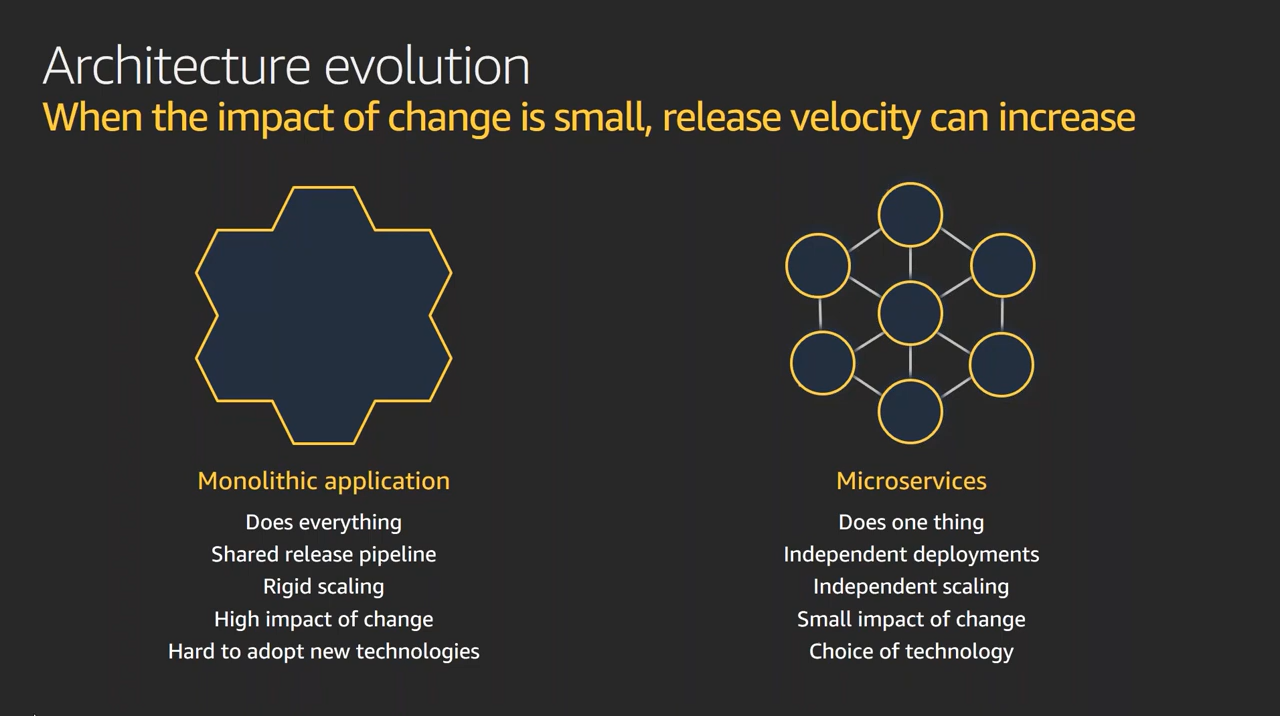 Architecture evolution
When the impact of change is small, release velocity can increase
Monolithic application
Does everything
Shared release pipeline
Rigid scaling
High impact of change
Hard to adopt new technologies
Microservices
Does one thing
Independent deployments
Independent scaling
Small impact of change
Choice of technology